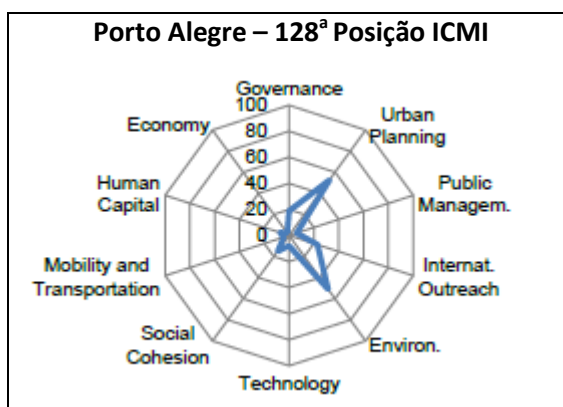 Porto Alegre – 128ª Posição ICMI
Governance
100
80
60
40
20
0
Urban
Planning
Public
Managem.
Internat.
Outreach
Environ.
Technology
Social
Cohesion
Mobility and
Transportation
Human
Capital
Economy